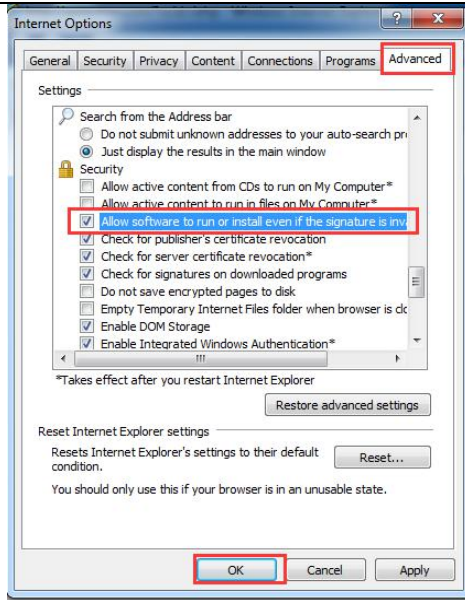 Internet Options
General Security Privacy Content Connections Programs Advanced
Settings
Search from the Address bar
Do not submit unknown addresses to your auto-search pr
Just display the results in the main window
Security
Allow active content from CDs to run on My Computer*
Allow active content to run in files on My Computer*
Allow software to run or install even if the signature is inv
Check for publisher's certificate revocation
Check for server certificate revocation*
Check for signatures on downloaded programs
Do not save encrypted pages to disk
Empty Temporary Internet Files folder when browser is clo
Enable DOM Storage
Enable Integrated Windows Authentication*
*Takes effect after you restart Internet Explorer
Restore advanced settings
Reset Internet Explorer settings
Resets Internet Explorer's settings to their default
condition.
Reset...
You should only use this if your browser is in an unusable state.
OK Cancel Apply